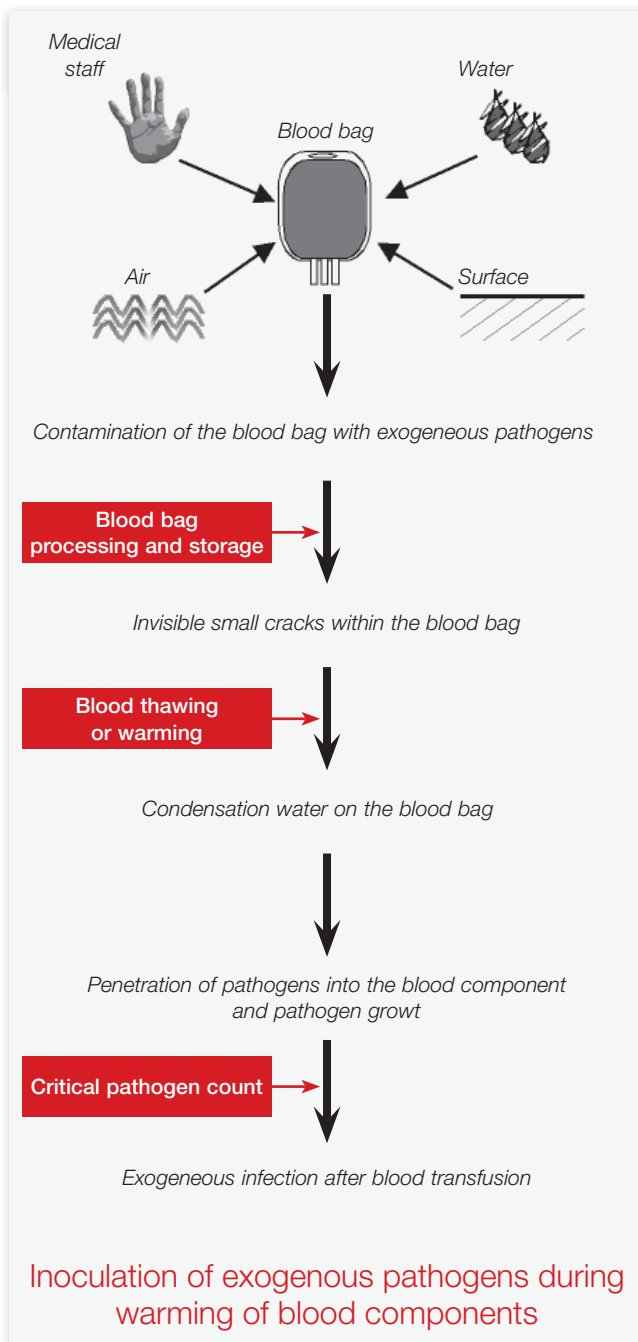 Medical
staff
Water
Blood bag
Air
Surface
Contamination of the blood bag with exogeneous pathogens
Blood bag
processing and storage
Invisible small cracks within the blood bag
Blood thawing
or warming
Condensation water on the blood bag
Penetration of pathogens into the blood component
and pathogen growt
Critical pathogen count
Exogeneous infection after blood transfusion
Inoculation of exogenous pathogens during
warming of blood components